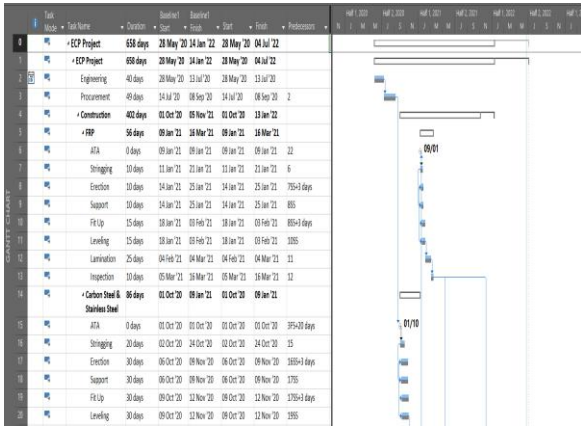 Half 1, 2020 Half 2, 2020 Half 1, 2021 Half 2, 2021 Half 1, 2022 Half 2, 2022
Task Mode Task Name Duration Baseline1 Start Baseline1 Finish Start Finish Predecessors
0 ECP Project 658 days 28 May '20 14 Jan '22 28 May '20 04 Jul '22
1 ECP Project 658 days 28 May '20 14 Jan '22 28 May '20 04 Jul '22
2 Engineering 40 days 28 May '20 13 Jul '20 28 May '20 13 Jul '20
3 Procurement 49 days 14 Jul '20 08 Sep '20 14 Jul '20 08 Sep '20 2
4 Construction 402 days 01 Oct '20 05 Nov '21 01 Oct '20 13 Jan '22
5 FRP 56 days 09 Jan '21 16 Mar '21 09 Jan '21 16 Mar '21
6 ATA 0 days 09 Jan '21 09 Jan '21 09 Jan '21 09 Jan '21 22 09/01
7 Stringging 10 days 11 Jan '21 21 Jan '21 11 Jan '21 21 Jan '21 6
8 Erection 10 days 14 Jan '21 25 Jan '21 14 Jan '21 25 Jan '21 7SS+3 days
9 Support 10 days 14 Jan '21 25 Jan '21 14 Jan '21 25 Jan '21 8SS
10 Fit Up 15 days 18 Jan '21 03 Feb '21 18 Jan '21 03 Feb '21 8SS+3 days
11 Leveling 15 days 18 Jan '21 03 Feb '21 18 Jan '21 03 Feb '21 10SS
12 Lamination 25 days 04 Feb '21 04 Mar '21 04 Feb '21 04 Mar '21 11
13 Inspection 10 days 05 Mar '21 16 Mar '21 05 Mar '21 16 Mar '21 12
14 Carbon Steel & 86 days 01 Oct '20 09 Jan '21 01 Oct '20 09 Jan '21
Stainless Steel
15 ATA 0 days 01 Oct '20 01 Oct '20 01 Oct '20 01 Oct '20 3FS+20 days 01/10
16 Stringging 20 days 02 Oct '20 24 Oct '20 02 Oct '20 24 Oct '20 15
17 Erection 30 days 06 Oct '20 09 Nov '20 06 Oct '20 09 Nov '20 16SS+3 days
18 Support 30 days 06 Oct '20 09 Nov '20 06 Oct '20 09 Nov '20 17SS
19 Fit Up 30 days 09 Oct '20 12 Nov '20 09 Oct '20 12 Nov '20 17SS+3 days
20 Leveling 30 days 09 Oct '20 12 Nov '20 09 Oct '20 12 Nov '20 19SS
GANTT CHART